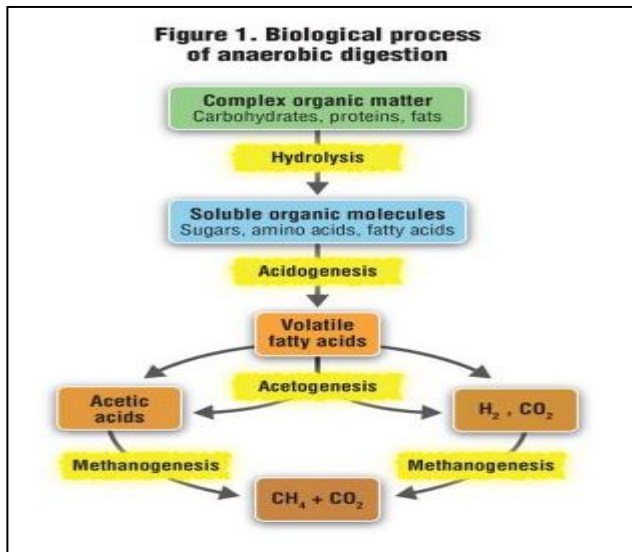 Figure 1. Biological process
of anaerobic digestion
Complex organic matter
Carbohydrates, proteins, fats
Hydrolysis
Soluble organic molecules
Sugars, amino acids, fatty acids
Acidogenesis
Volatile
fatty acids
Acetogenesis
Acetic
acids
H₂ , CO₂
Methanogenesis
Methanogenesis
CH₄ + CO₂